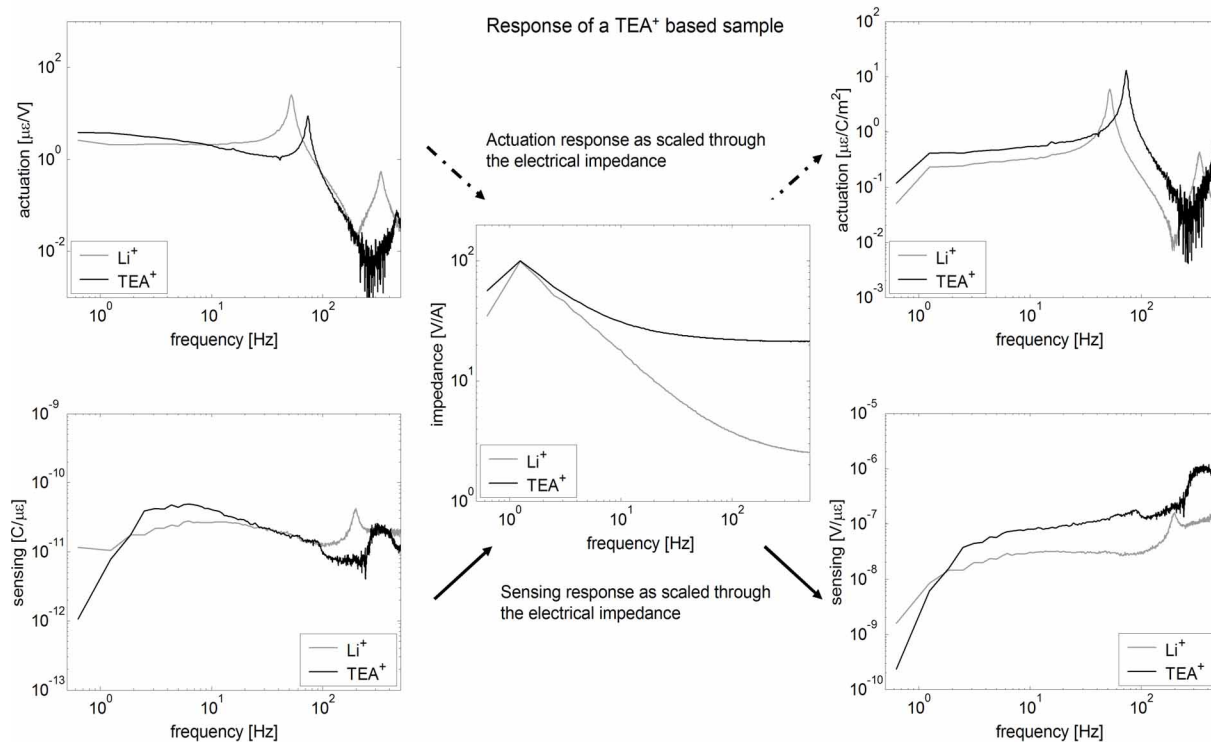 Response of a TEA⁺ based sample
actuation [με/V]
10²
10⁰
10⁻²
Li⁺
TEA⁺
10⁰ 10¹ 10²
frequency [Hz]
Actuation response as scaled through
the electrical impedance
actuation [με/C/m²]
10²
10¹
10⁰
10⁻¹
10⁻²
10⁻³
Li⁺
TEA⁺
10⁰ 10¹ 10²
frequency [Hz]
impedance [V/A]
10²
10¹
10⁰
Li⁺
TEA⁺
10⁰ 10¹ 10²
frequency [Hz]
sensing [C/με]
10⁻⁹
10⁻¹⁰
10⁻¹¹
10⁻¹²
10⁻¹³
Li⁺
TEA⁺
10⁰ 10¹ 10²
frequency [Hz]
Sensing response as scaled through
the electrical impedance
sensing [V/με]
10⁻⁵
10⁻⁶
10⁻⁷
10⁻⁸
10⁻⁹
10⁻¹⁰
Li⁺
TEA⁺
10⁰ 10¹ 10²
frequency [Hz]